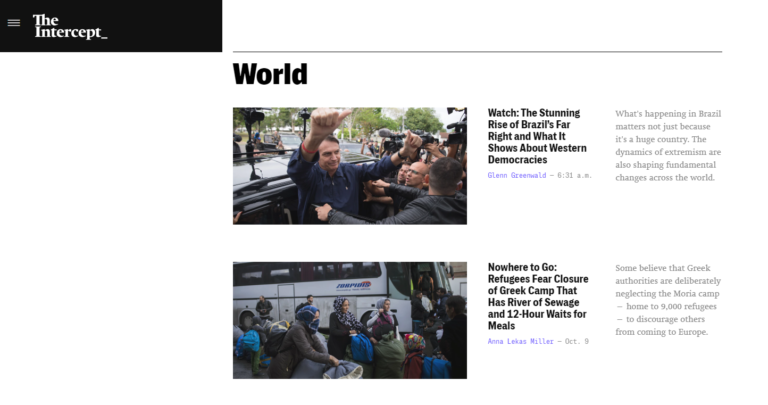 The
Intercept_
World
Watch: The Stunning
Rise of Brazil's Far
Right and What It
Shows About Western
Democracies
Glenn Greenwald — 6:31 a.m.
What's happening in Brazil
matters not just because
it's a huge country. The
dynamics of extremism are
also shaping fundamental
changes across the world.
Nowhere to Go:
Refugees Fear Closure
of Greek Camp That
Has River of Sewage
and 12-Hour Waits for
Meals
Anna Lekas Miller — Oct. 9
Some believe that Greek
authorities are deliberately
neglecting the Moria camp
— home to 9,000 refugees
— to discourage others
from coming to Europe.